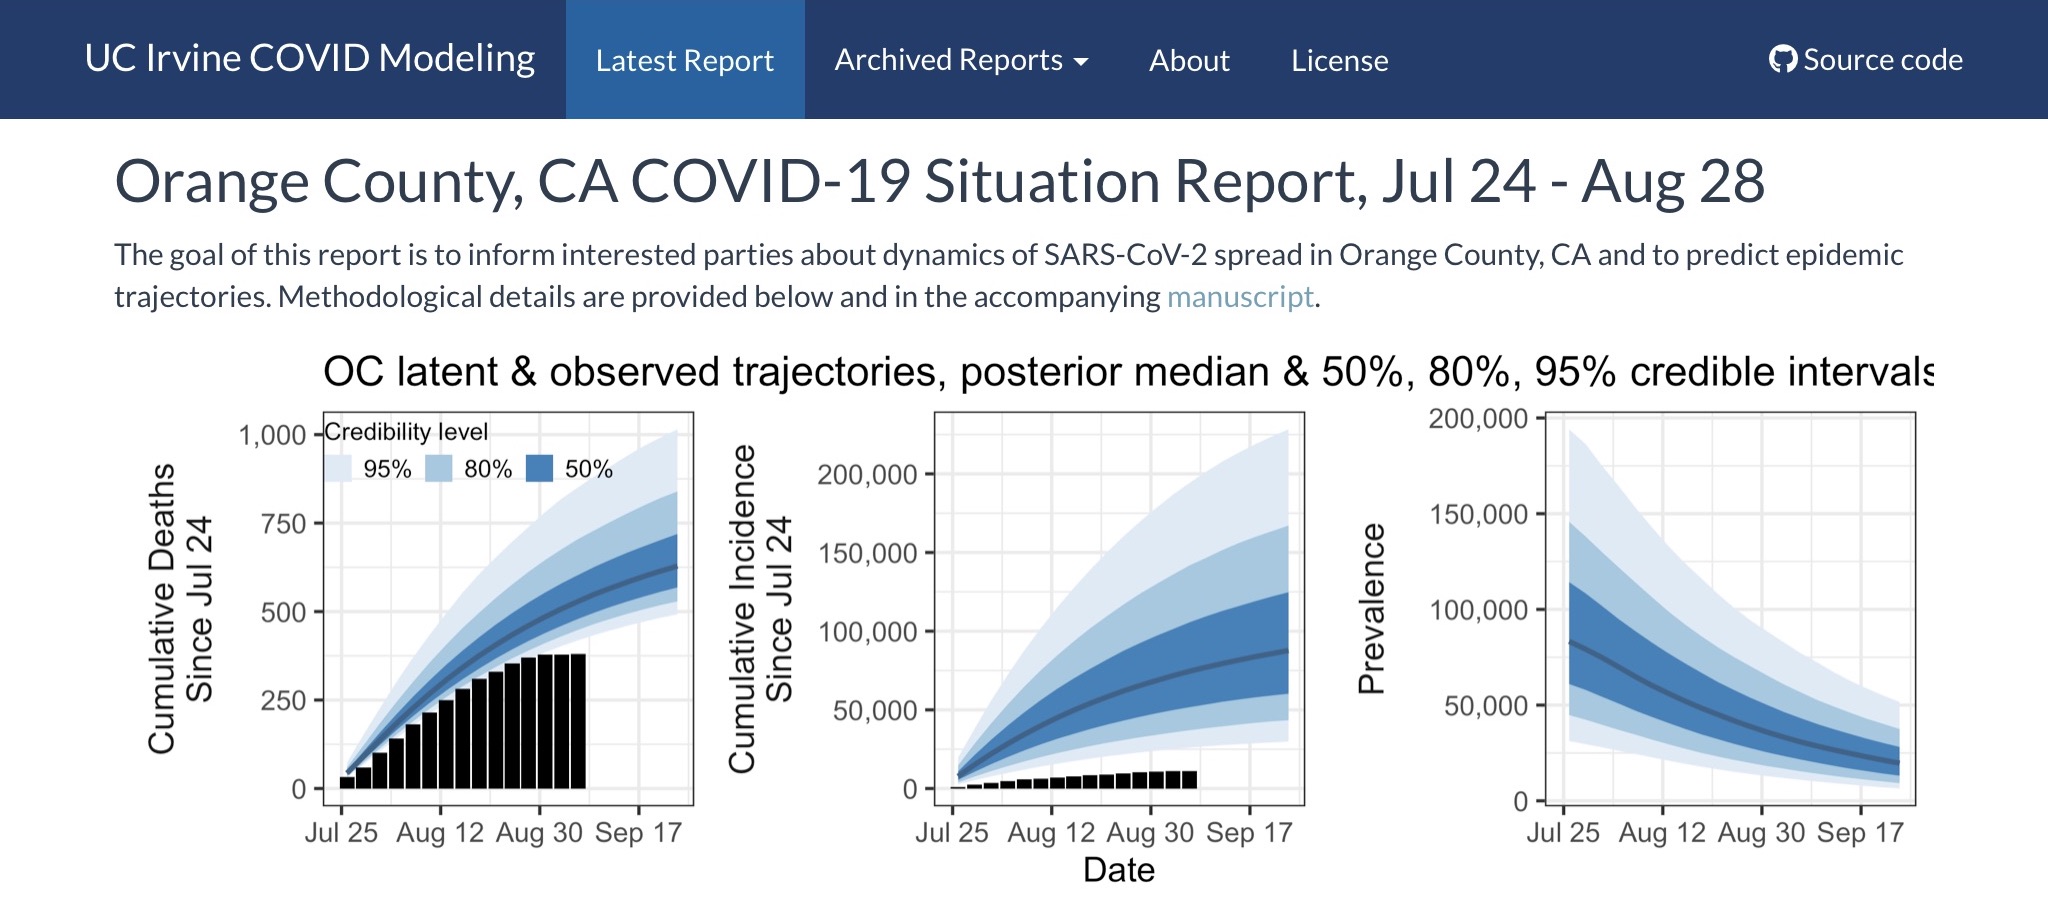 UC Irvine COVID Modeling
Latest Report
Archived Reports
About
License
Source code
Orange County, CA COVID-19 Situation Report, Jul 24 - Aug 28
The goal of this report is to inform interested parties about dynamics of SARS-CoV-2 spread in Orange County, CA and to predict epidemic
trajectories. Methodological details are provided below and in the accompanying manuscript.
OC latent & observed trajectories, posterior median & 50%, 80%, 95% credible intervals
Cumulative Deaths
Since Jul 24
1,000
750
500
250
0
Credibility level
95% 80% 50%
Jul 25 Aug 12 Aug 30 Sep 17
Cumulative Incidence
Since Jul 24
200,000
150,000
100,000
50,000
0
Jul 25 Aug 12 Aug 30 Sep 17
Prevalence
200,000
150,000
100,000
50,000
0
Jul 25 Aug 12 Aug 30 Sep 17
Date